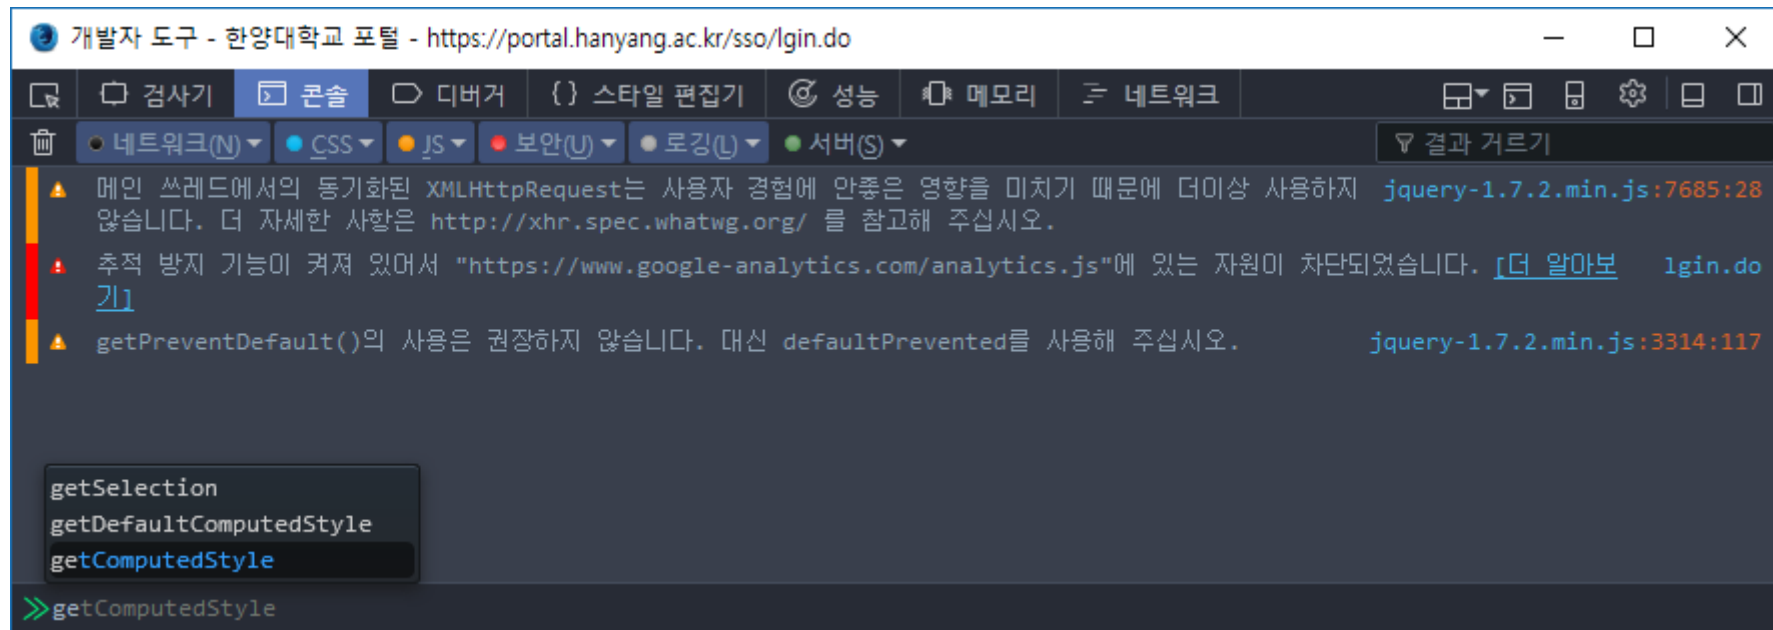 개발자 도구 - 한양대학교 포털 - https://portal.hanyang.ac.kr/sso/lgin.do
검사기 콘솔 디버거 {} 스타일 편집기 성능 메모리 네트워크
네트워크(N) CSS JS 보안(U) 로깅(L) 서버(S) 결과 거르기
메인 쓰레드에서의 동기화된 XMLHttpRequest는 사용자 경험에 안좋은 영향을 미치기 때문에 더이상 사용하지 jquery-1.7.2.min.js:7685:28
않습니다. 더 자세한 사항은 http://xhr.spec.whatwg.org/ 를 참고해 주십시오.
추적 방지 기능이 켜져 있어서 "https://www.google-analytics.com/analytics.js"에 있는 자원이 차단되었습니다. [더 알아보 lgin.do
기]
getPreventDefault()의 사용은 권장하지 않습니다. 대신 defaultPrevented를 사용해 주십시오. jquery-1.7.2.min.js:3314:117
getSelection
getDefaultComputedStyle
getComputedStyle
getComputedStyle